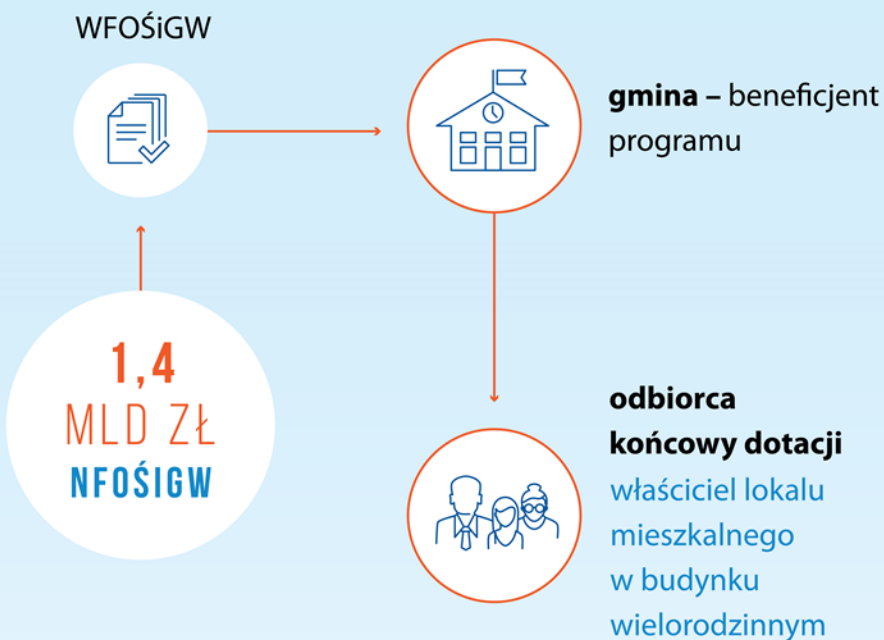 WFOŚiGW
gmina – beneficjent
programu
1,4
MLD ZŁ
NFOŚIGW
odbiorca
końcowy dotacji
właściciel lokalu
mieszkalnego
w budynku
wielorodzinnym